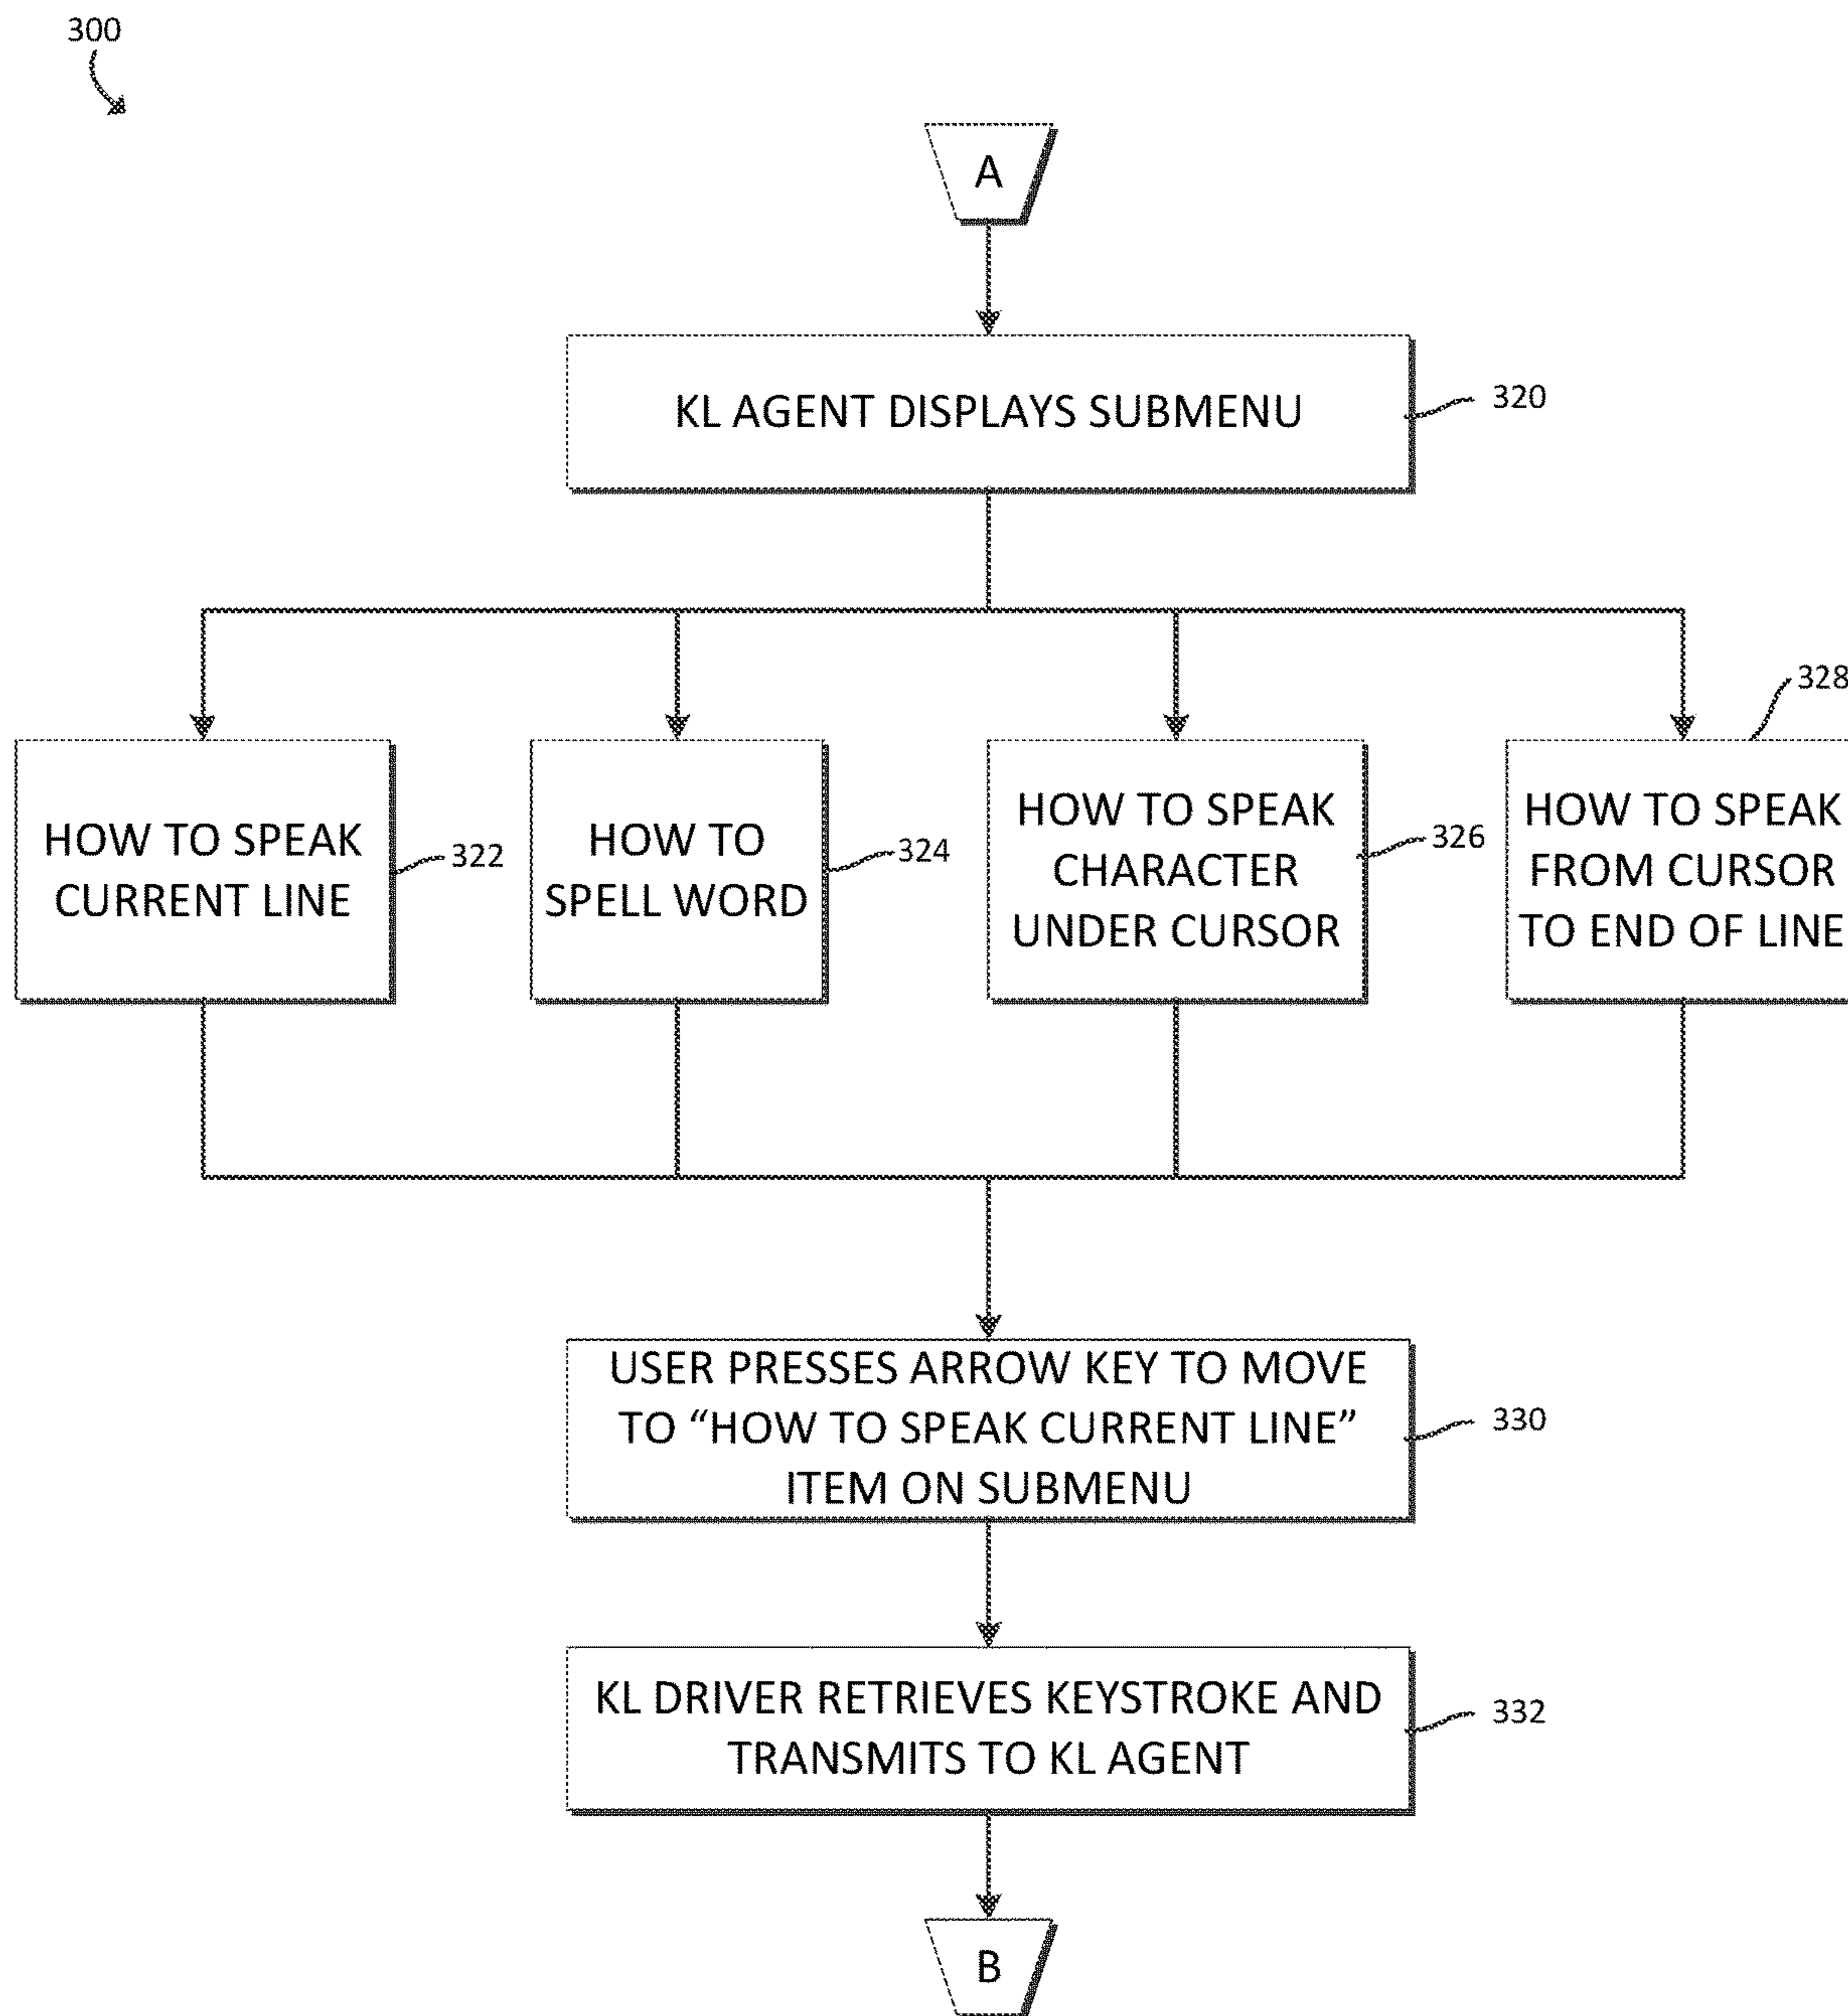 300
A
KL AGENT DISPLAYS SUBMENU
320
328
HOW TO SPEAK
CURRENT LINE
322
HOW TO
SPELL WORD
324
HOW TO SPEAK
CHARACTER
UNDER CURSOR
326
HOW TO SPEAK
FROM CURSOR
TO END OF LINE
USER PRESSES ARROW KEY TO MOVE
TO “HOW TO SPEAK CURRENT LINE”
ITEM ON SUBMENU
330
KL DRIVER RETRIEVES KEYSTROKE AND
TRANSMITS TO KL AGENT
332
B